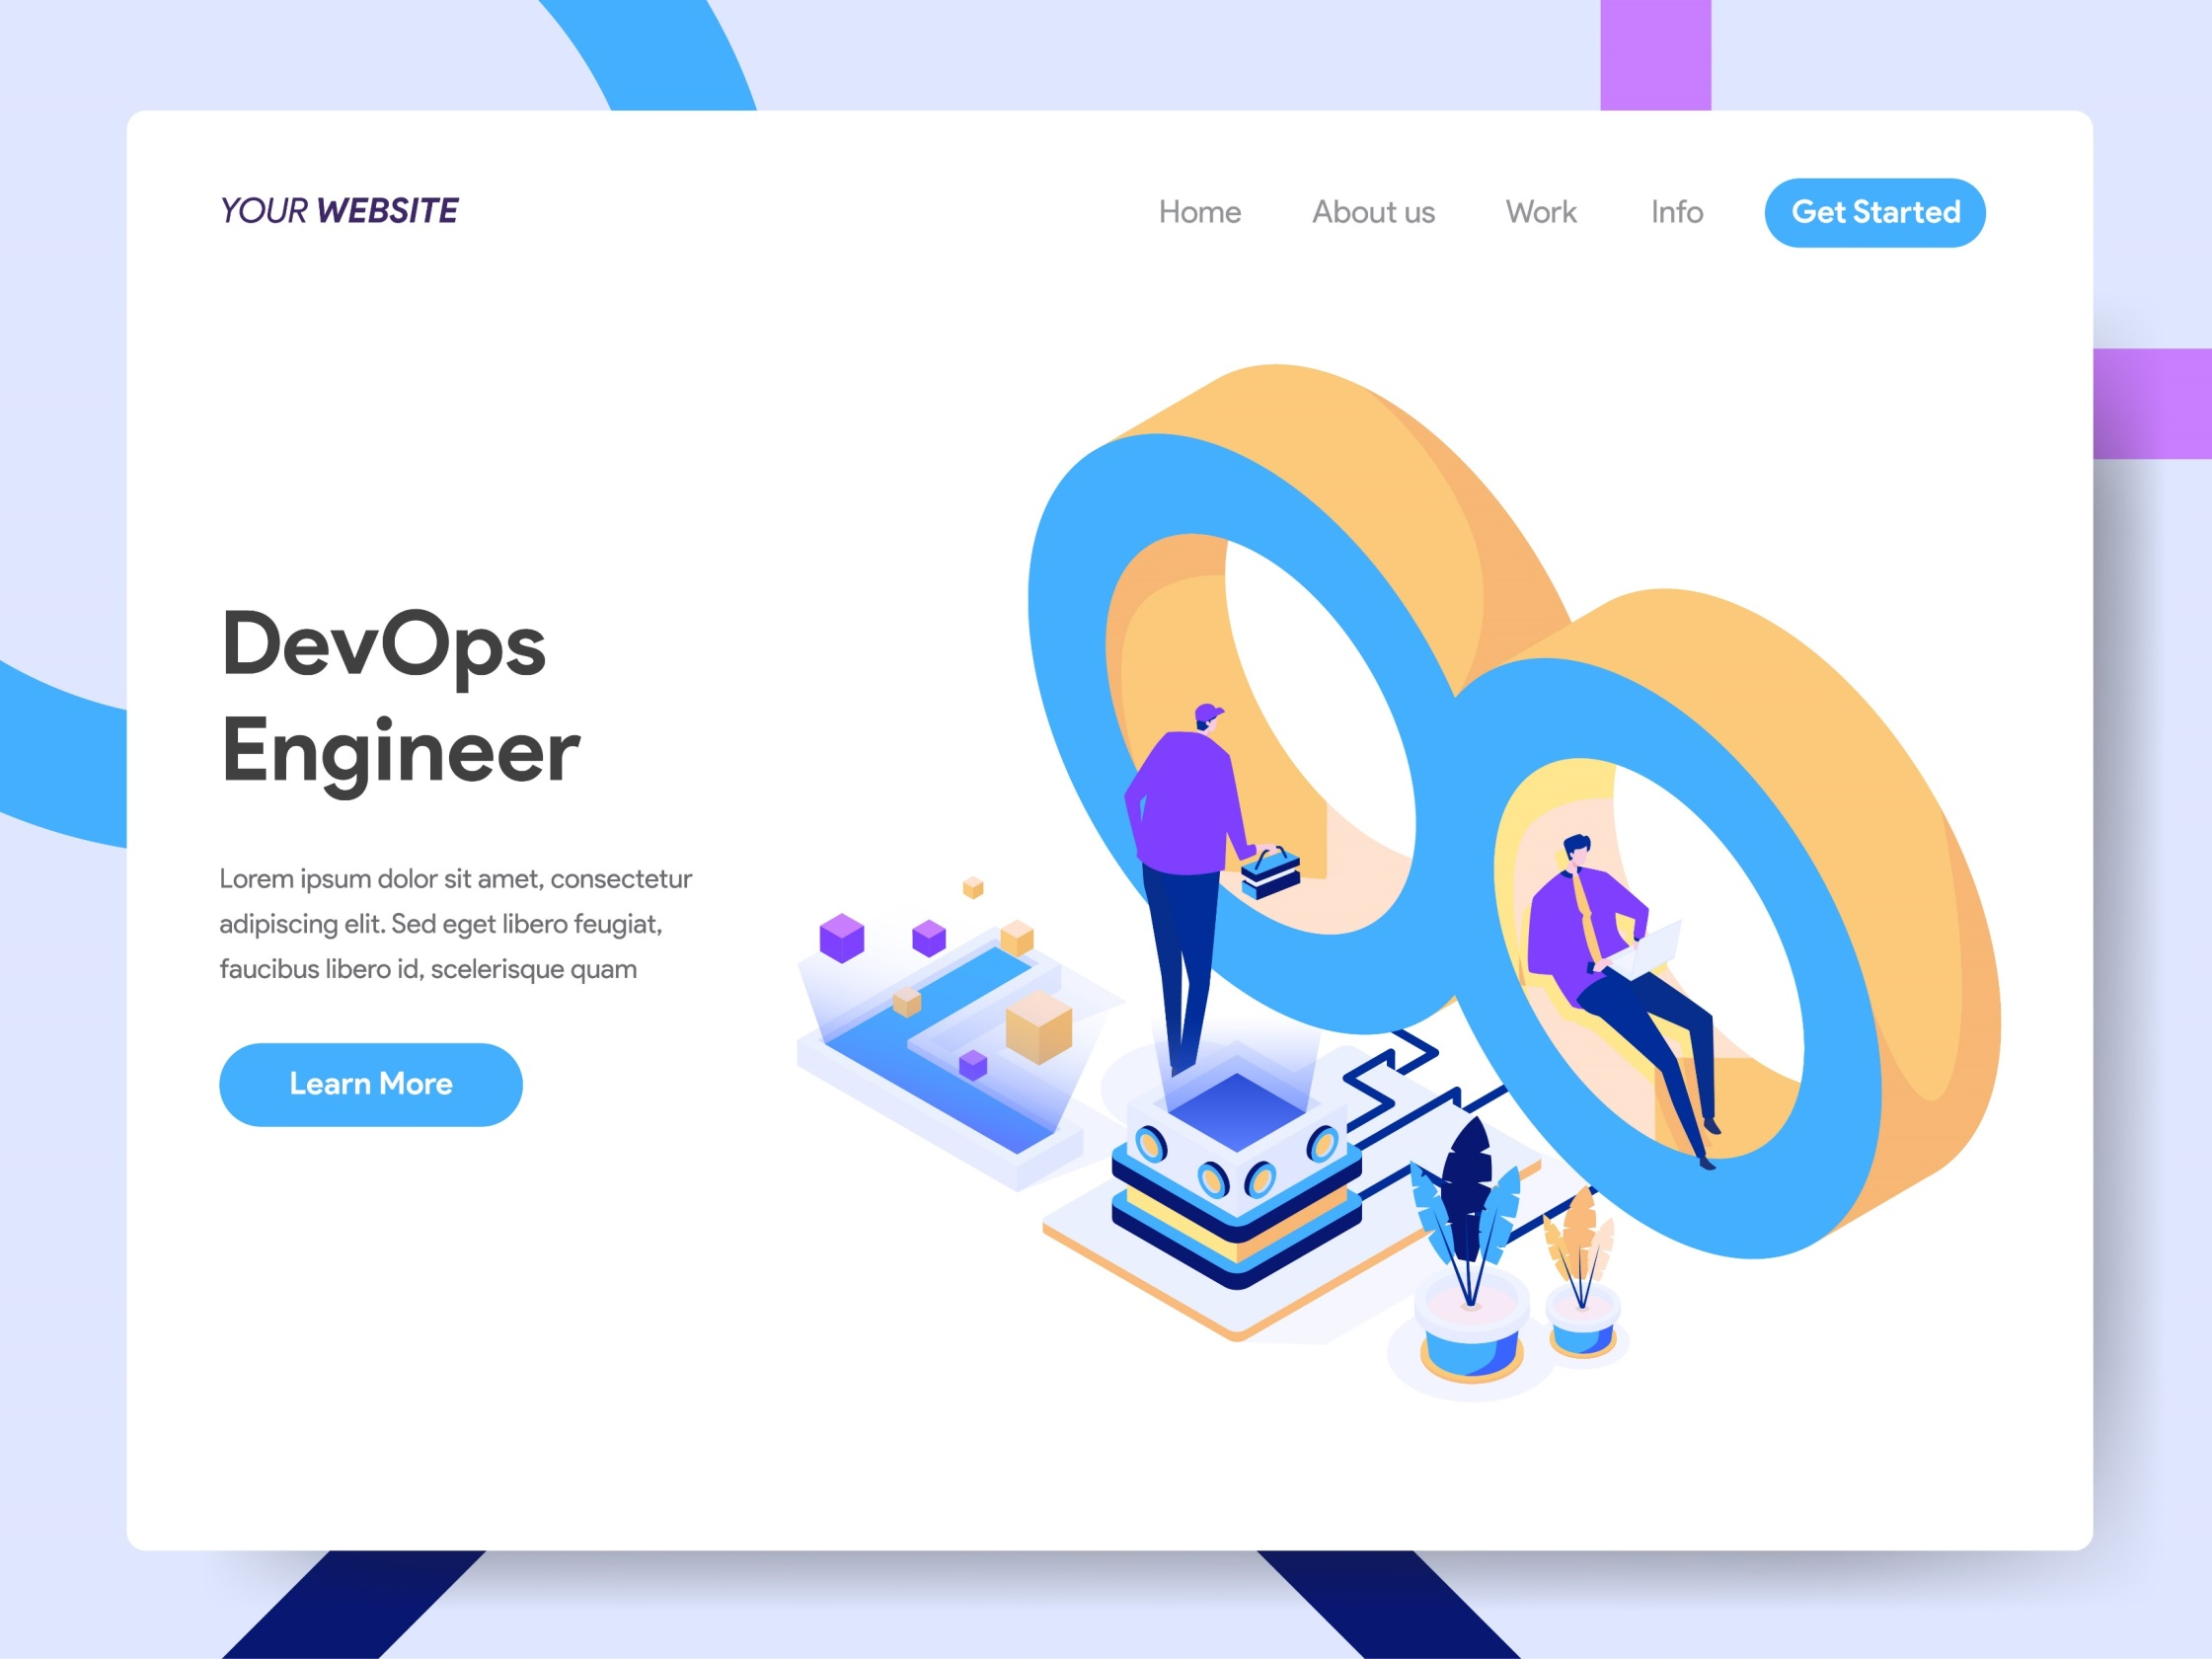 YOUR WEBSITE
Home About us Work Info Get Started
DevOps
Engineer
Lorem ipsum dolor sit amet, consectetur
adipiscing elit. Sed eget libero feugiat,
faucibus libero id, scelerisque quam
Learn More